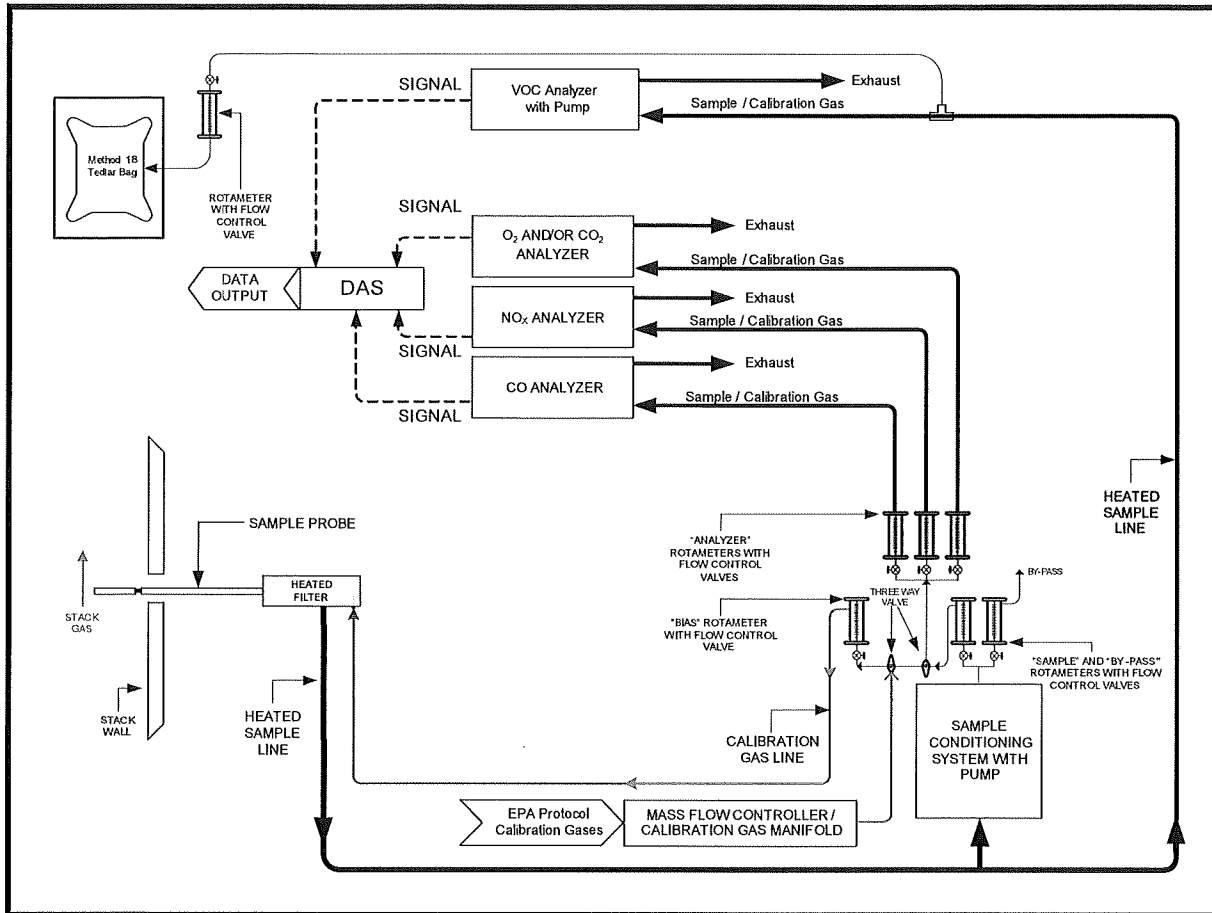 SIGNAL
VOC Analyzer
with Pump
Exhaust
Sample / Calibration Gas
Method 18
Tedlar Bag
ROTAMETER
WITH FLOW
CONTROL
VALVE
SIGNAL
O₂ AND/OR CO₂
ANALYZER
Exhaust
Sample / Calibration Gas
DATA
OUTPUT
DAS
NOₓ ANALYZER
Exhaust
Sample / Calibration Gas
SIGNAL
CO ANALYZER
Exhaust
Sample / Calibration Gas
SIGNAL
HEATED
SAMPLE
LINE
SAMPLE PROBE
"ANALYZER"
ROTAMETERS WITH
FLOW CONTROL
VALVES
BY-PASS
HEATED
FILTER
STACK
GAS
THREE WAY
VALVE
"BIAS" ROTAMETER
WITH FLOW CONTROL
VALVE
"SAMPLE" AND "BY-PASS"
ROTAMETERS WITH FLOW
CONTROL VALVES
STACK
WALL
HEATED
SAMPLE
LINE
CALIBRATION
GAS LINE
SAMPLE
CONDITIONING
SYSTEM WITH
PUMP
EPA Protocol
Calibration Gases
MASS FLOW CONTROLLER /
CALIBRATION GAS MANIFOLD